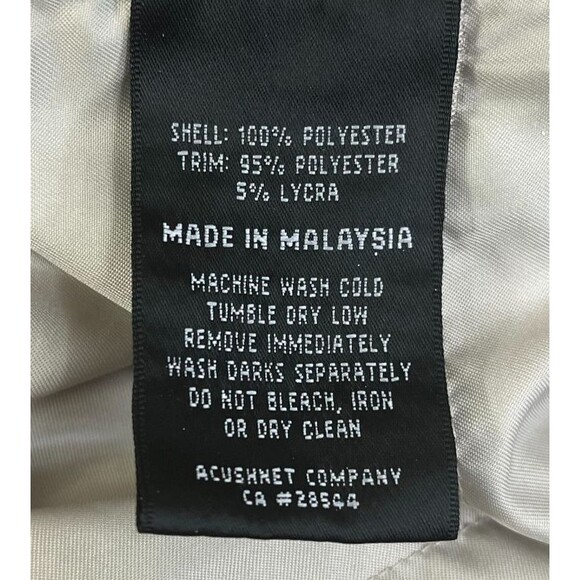 SHELL: 100% POLYESTER
TRIM: 95% POLYESTER
5% LYCRA
MADE IN MALAYSIA
MACHINE WASH COLD
TUMBLE DRY LOW
REMOVE IMMEDIATELY
WASH DARKS SEPARATELY
DO NOT BLEACH, IRON
OR DRY CLEAN
ACUSHNET COMPANY
CA #28544